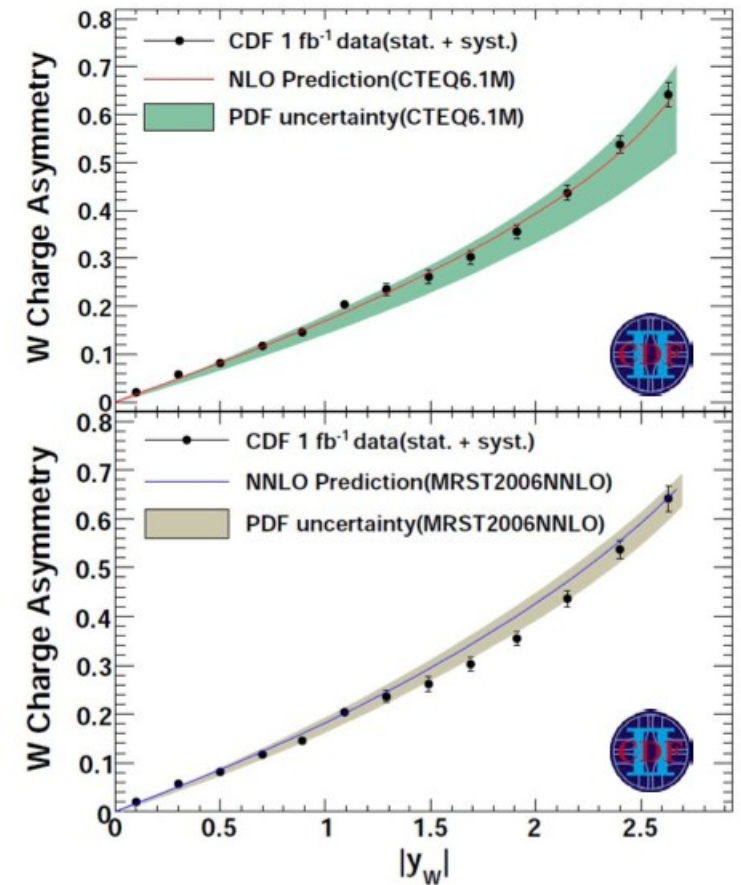 W Charge Asymmetry
0.8
0.7
0.6
0.5
0.4
0.3
0.2
0.1
0
CDF 1 fb⁻¹ data(stat. + syst.)
NLO Prediction(CTEQ6.1M)
PDF uncertainty(CTEQ6.1M)
CDF
II
W Charge Asymmetry
0.8
0.7
0.6
0.5
0.4
0.3
0.2
0.1
0
CDF 1 fb⁻¹ data(stat. + syst.)
NNLO Prediction(MRST2006NNLO)
PDF uncertainty(MRST2006NNLO)
CDF
II
0 0.5 1 1.5 2 2.5
|y_W|